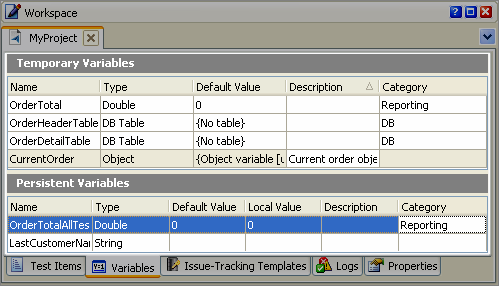 Workspace
MyProject
Temporary Variables
Name Type Default Value Description Category
OrderTotal Double 0 Reporting
OrderHeaderTable DB Table {No table} DB
OrderDetailTable DB Table {No table} DB
CurrentOrder Object {Object variable [u Current order obje
Persistent Variables
Name Type Default Value Local Value Description Category
OrderTotalAllTes Double 0 0 Reporting
LastCustomerNar String
Test Items Variables Issue-Tracking Templates Logs Properties